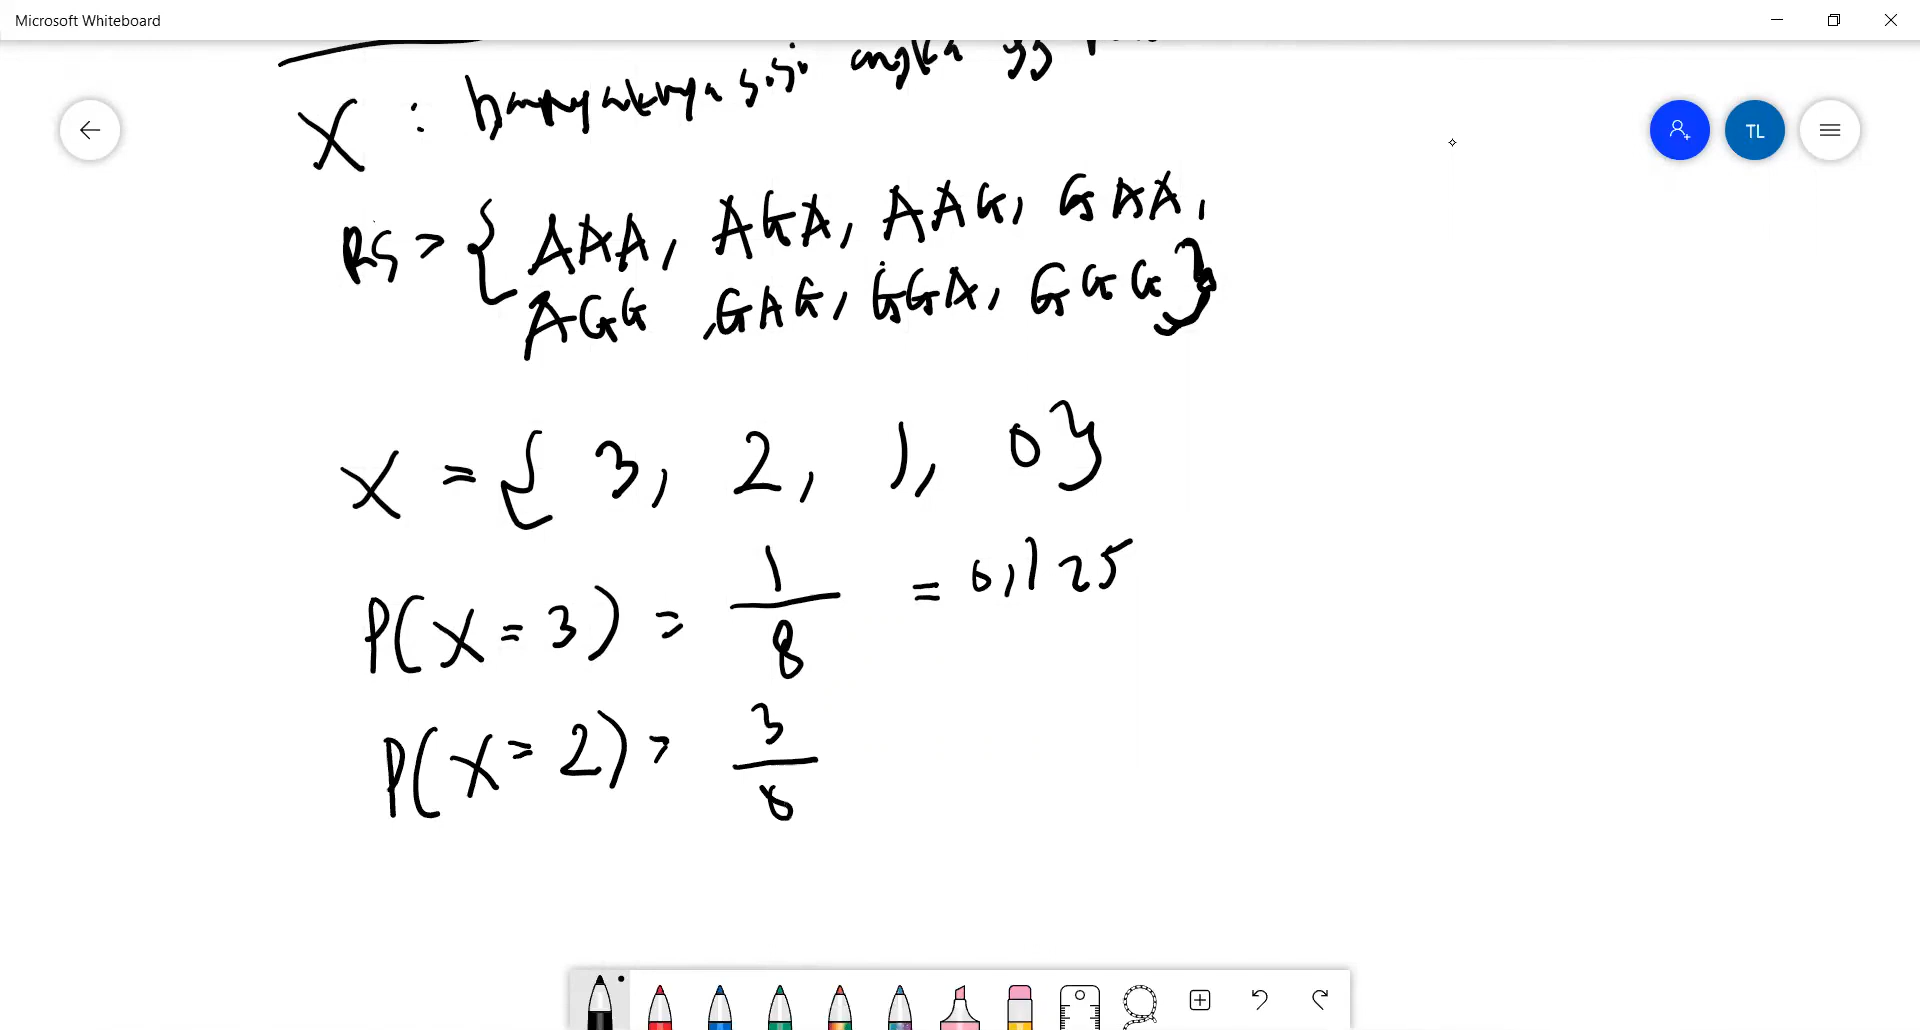 Microsoft Whiteboard
X : banyaknya sisi angka yg
TL
RS = { AAA, AGA, AAG, GAA,
AGG, GAG, GGA, GGG }
X = { 3, 2, 1, 0 }
P(X = 3) = 1/8 = 0,125
P(X = 2) = 3/8